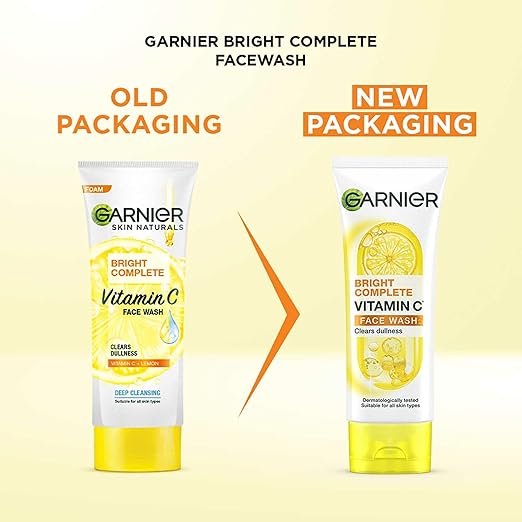 GARNIER BRIGHT COMPLETE
FACEWASH
OLD
PACKAGING
NEW
PACKAGING
FOAM
GARNIER
SKIN NATURALS
BRIGHT
COMPLETE
Vitamin C
FACE WASH
CLEARS
DULLNESS
VITAMIN C + LEMON
DEEP CLEANSING
Suitable for all skin types
GARNIER
BRIGHT
COMPLETE
VITAMIN C*
FACE WASH
Clears dullness
Dermatologically tested
Suitable for all skin types